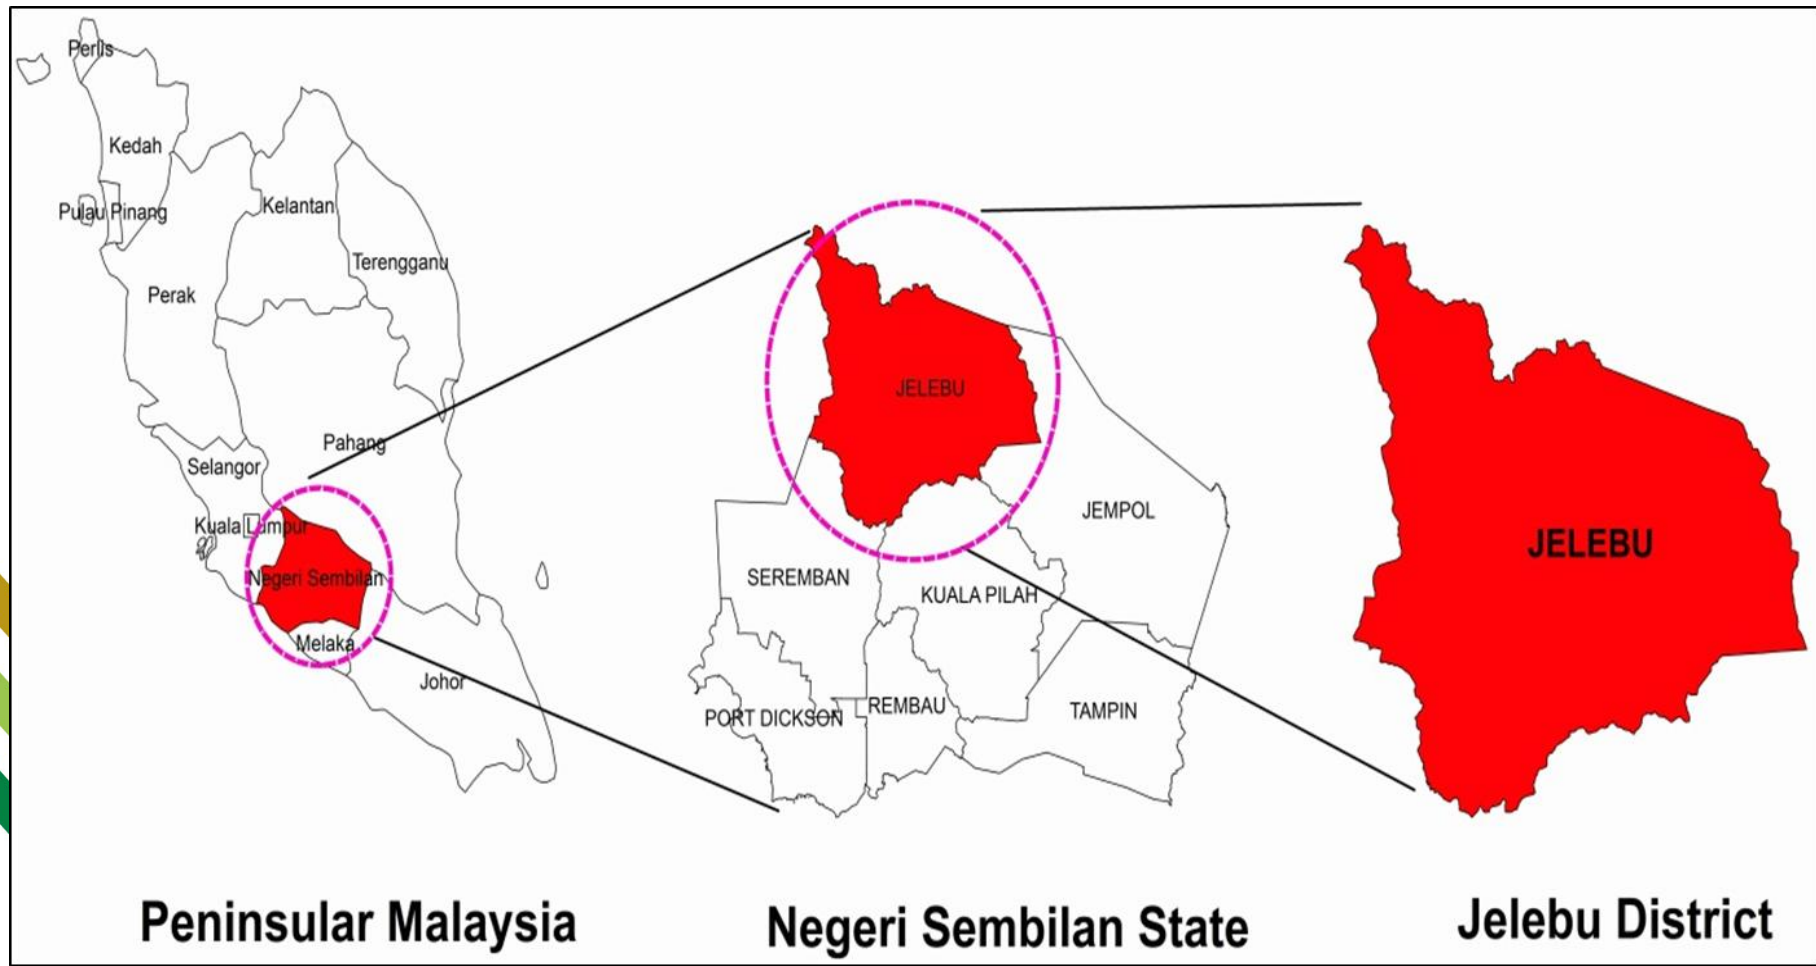 Perlis
Kedah
Pulau Pinang
Kelantan
Terengganu
Perak
Pahang
Selangor
Kuala Lumpur
Negeri Sembilan
Melaka
Johor
JELEBU
JEMPOL
SEREMBAN
KUALA PILAH
PORT DICKSON
REMBAU
TAMPIN
JELEBU
Peninsular Malaysia
Negeri Sembilan State
Jelebu District